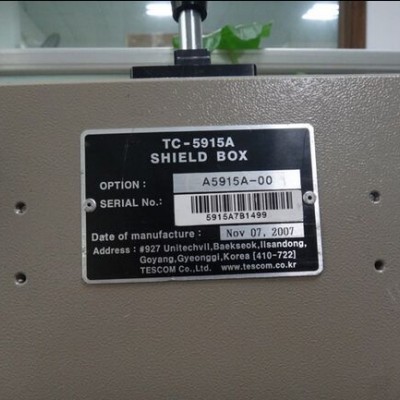 TC-5915A
SHIELD BOX
OPTION : A5915A-00
SERIAL No.:
5915A7B1499
Date of manufacture : Nov 07, 2007
Address : #927 Unitechvil,Baekseok,Ilsandong,
Goyang,Gyeonggi,Korea [410-722]
TESCOM Co.,Ltd. www.tescom.co.kr